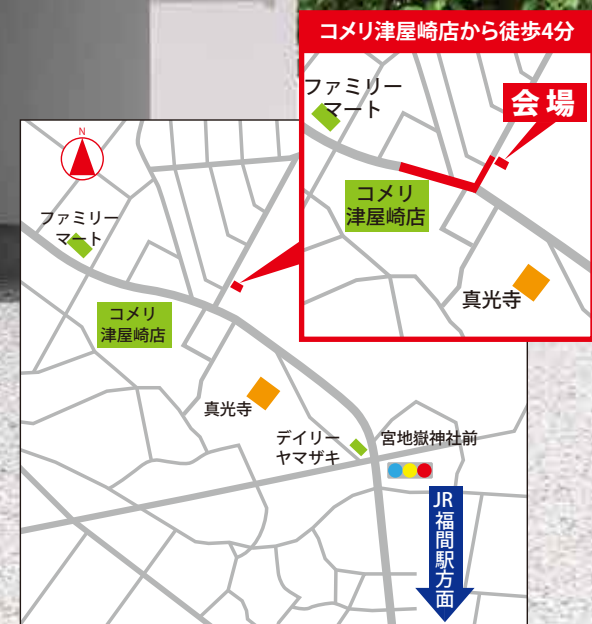 コメリ津屋崎店から徒歩4分
ファミリー
マート
会場
コメリ
津屋崎店
真光寺
N
ファミリー
マート
コメリ
津屋崎店
真光寺
デイリー
ヤマザキ
宮地嶽神社前
JR福間駅方面